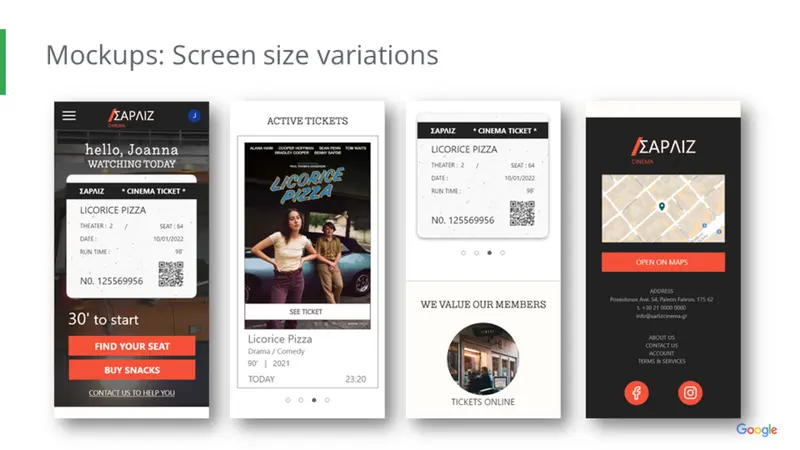 Mockups: Screen size variations
ΣΑΡΛΙΖ
CINEMA
J
hello, Joanna
WATCHING TODAY
ΣΑΡΛΙΖ * CINEMA TICKET *
LICORICE PIZZA
THEATER : 2 / SEAT : 64
DATE : 10/01/2022
RUN TIME : 98'
N0. 125569956
30' to start
FIND YOUR SEAT
BUY SNACKS
CONTACT US TO HELP YOU
ACTIVE TICKETS
ALANA HAIM COOPER HOFFMAN SEAN PENN TOM WAITS
BRADLEY COOPER BENNY SAFDIE
LICORICE
PIZZA
SEE TICKET
Licorice Pizza
Drama / Comedy
90' | 2021
TODAY 23:20
ΣΑΡΛΙΖ * CINEMA TICKET *
LICORICE PIZZA
THEATER : 2 / SEAT : 64
DATE : 10/01/2022
RUN TIME : 98'
N0. 125569956
WE VALUE OUR MEMBERS
TICKETS ONLINE
ΣΑΡΛΙΖ
CINEMA
OPEN ON MAPS
ADDRESS
Poseidonos Ave. 54, Paleon Faliron, 175 62
t. +30 21 0000 0000
info@sarlizcinema.gr
ABOUT US
CONTACT US
ACCOUNT
TERMS & SERVICES
Google